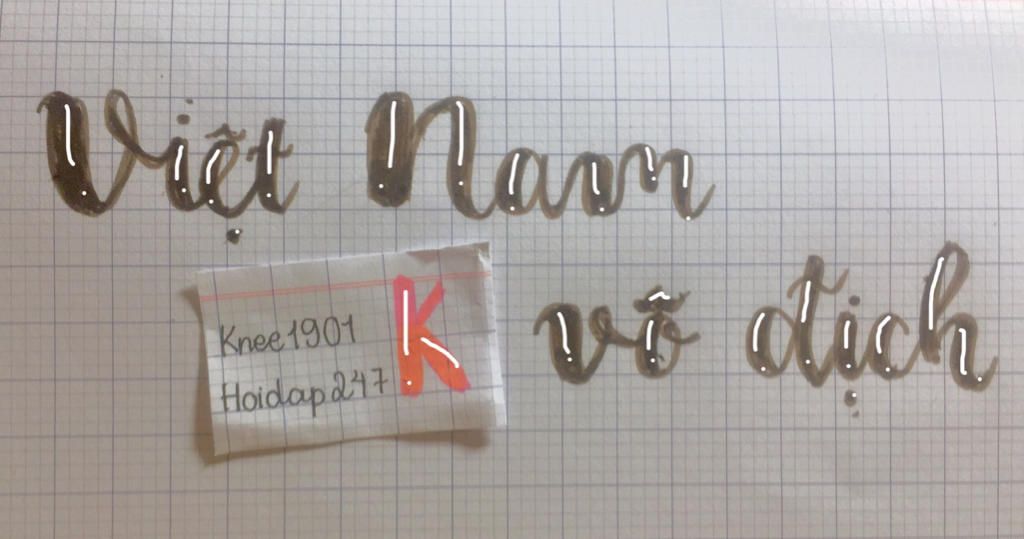 Việt Nam
Knee1901
Hoidap247
K
vô địch